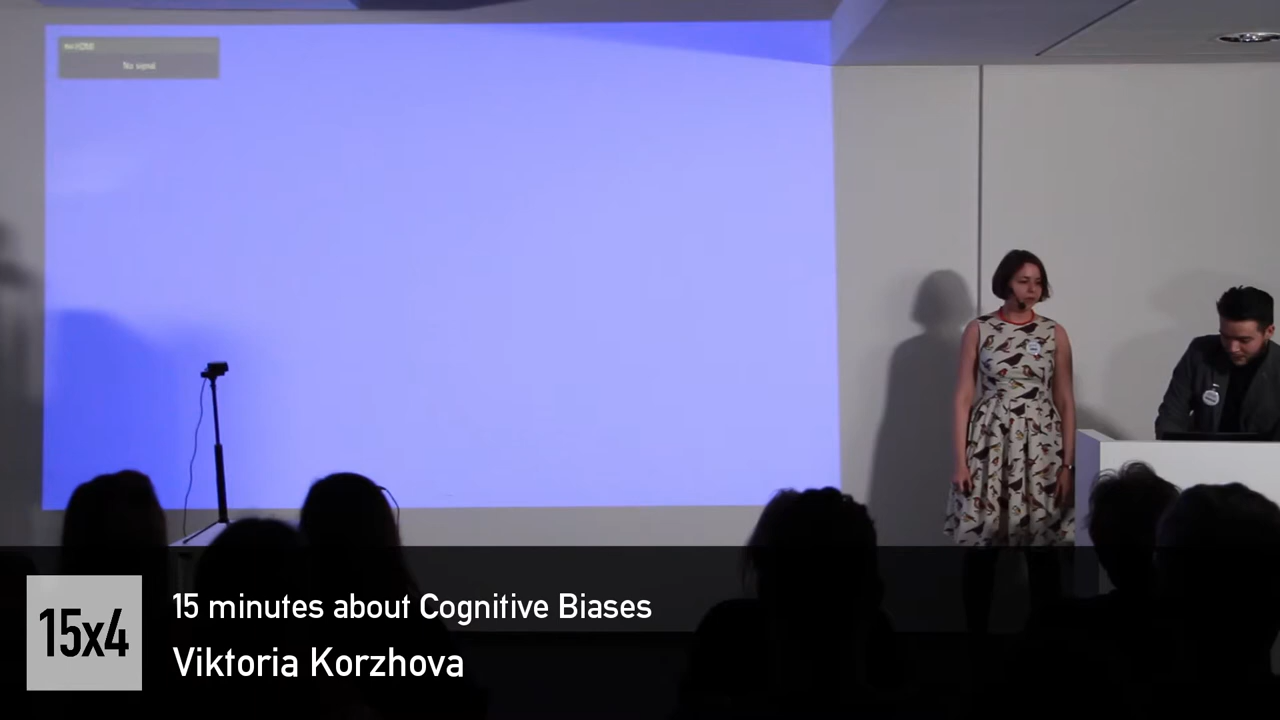 No signal
15x4
15 minutes about Cognitive Biases
Viktoria Korzhova